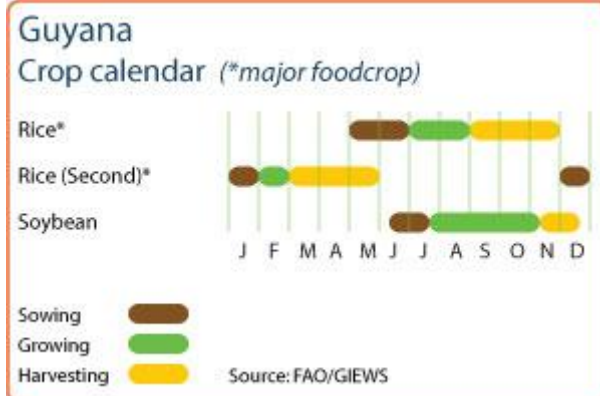 Guyana
Crop calendar (*major foodcrop)
Rice*
Rice (Second)*
Soybean
J F M A M J J A S O N D
Sowing
Growing
Harvesting
Source: FAO/GIEWS